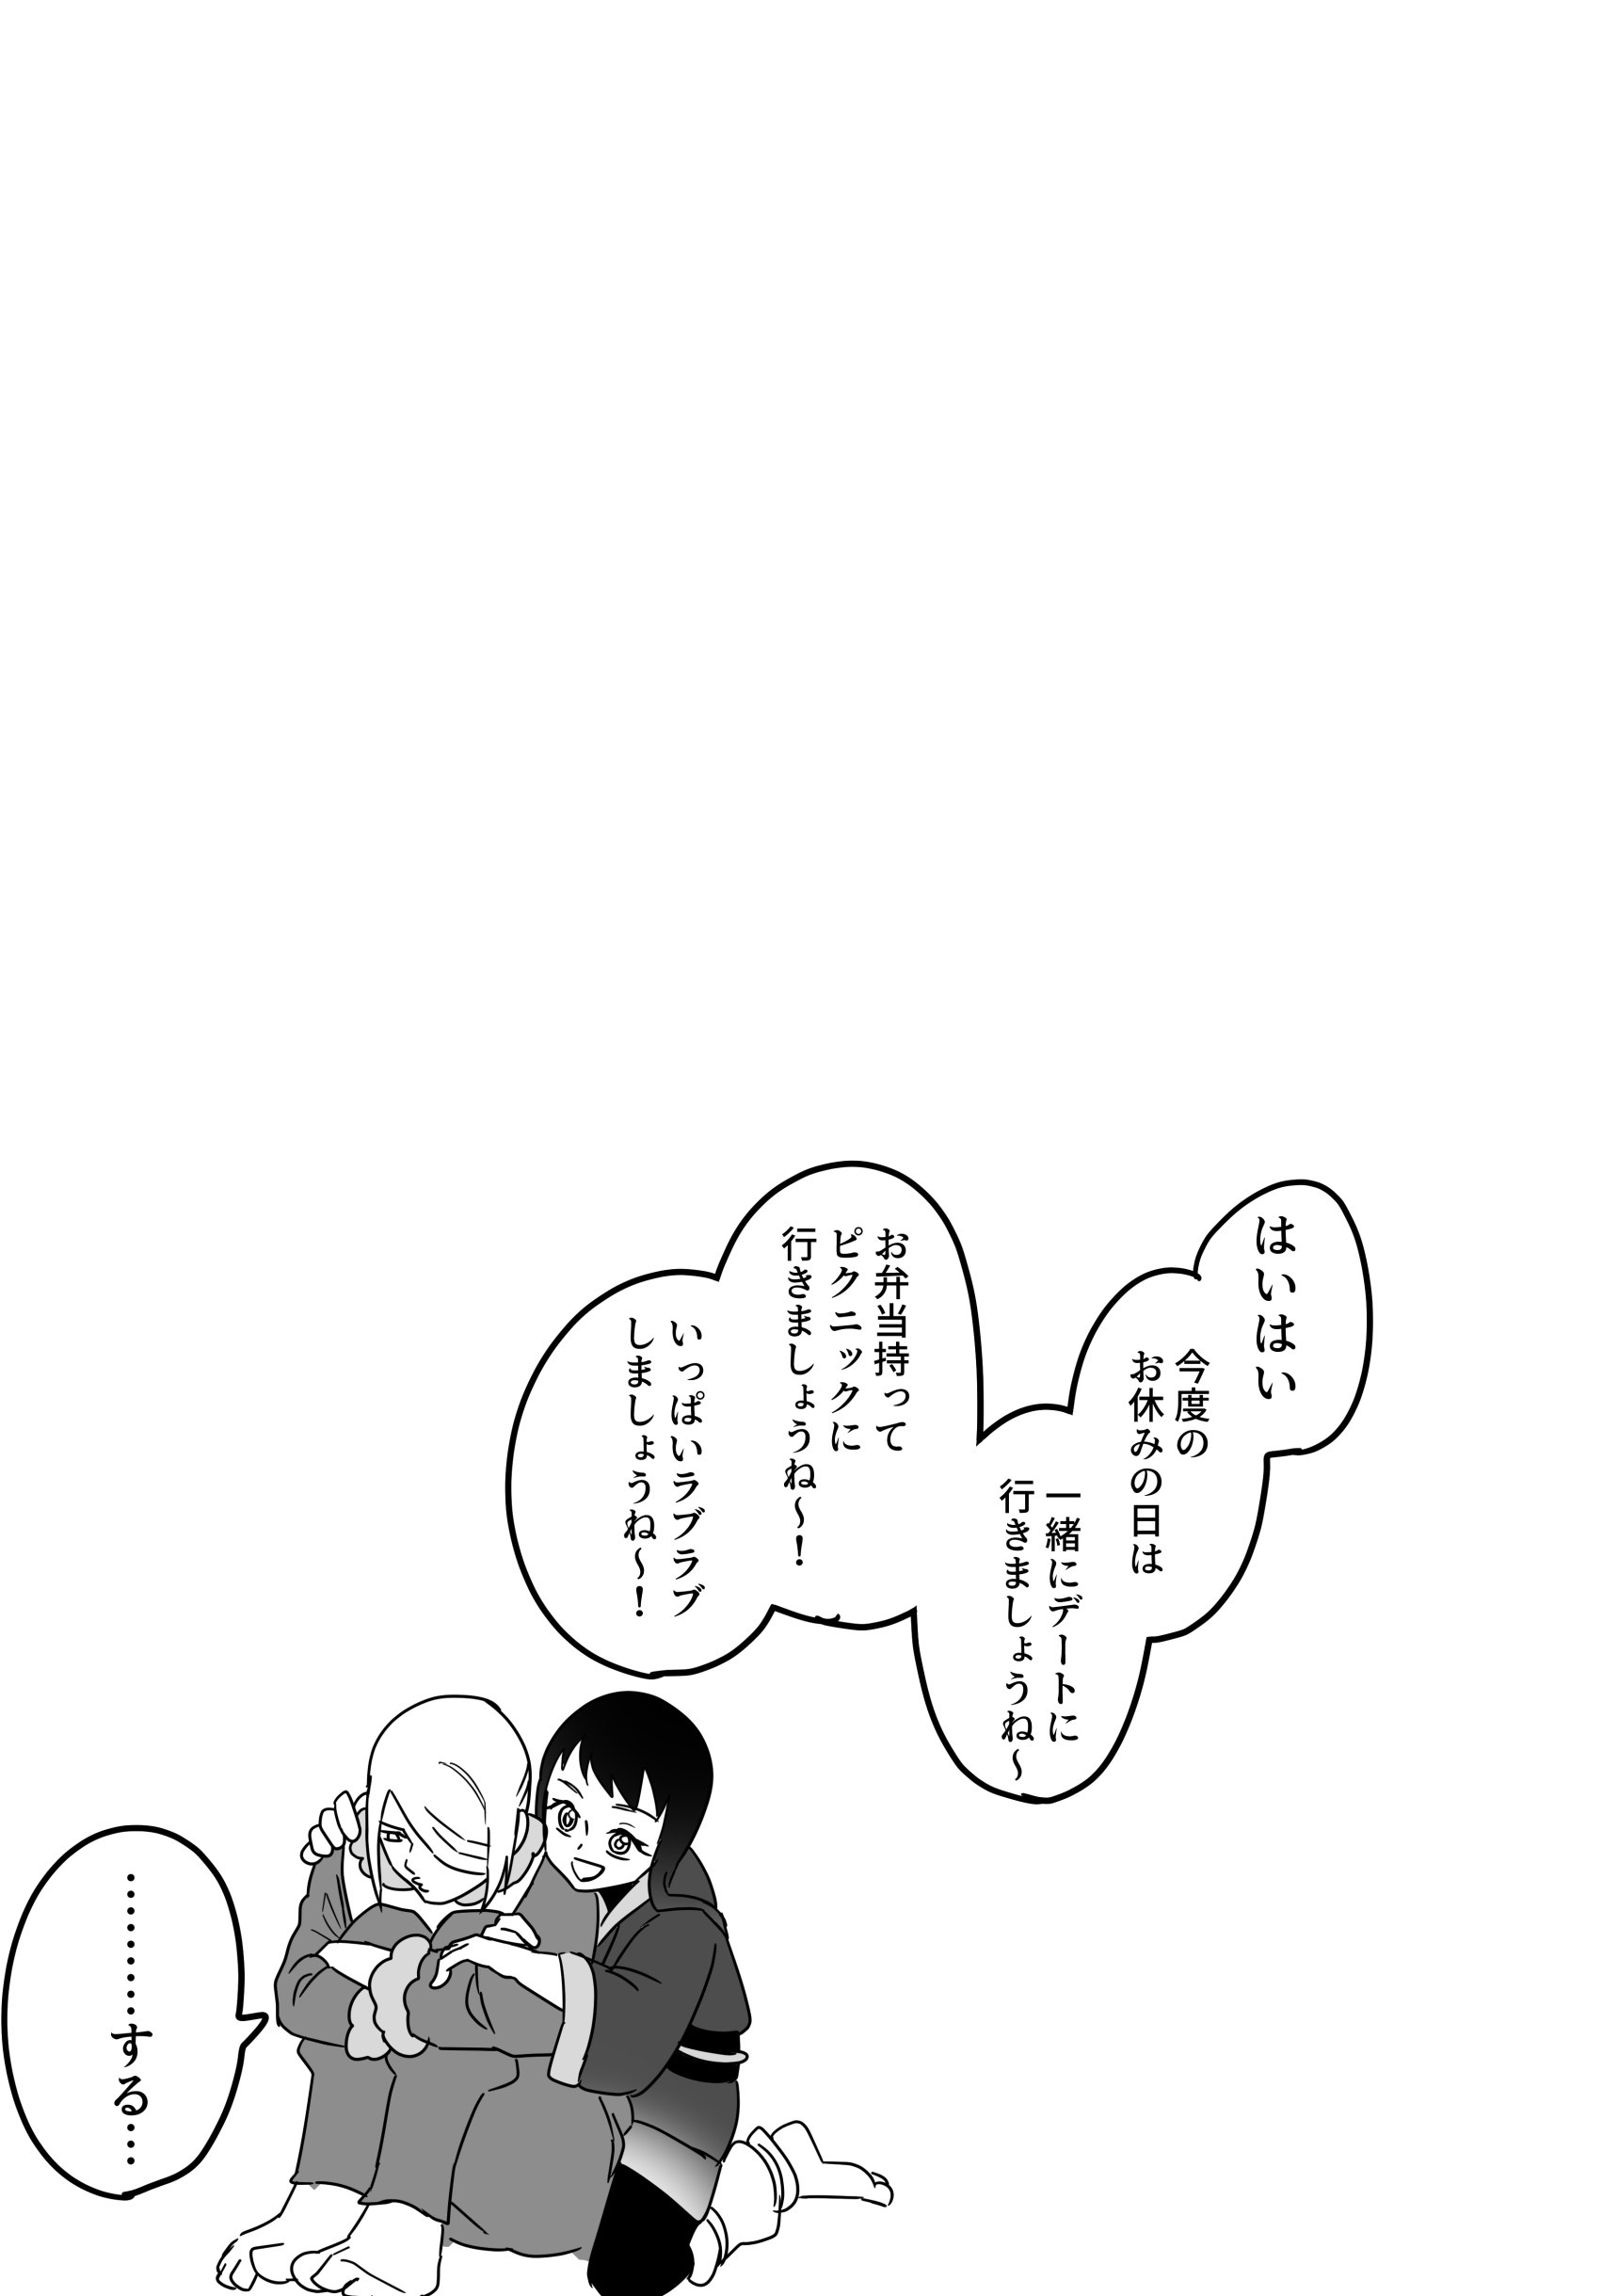 はいはい
今度の
お休みの日は
一緒にデートに
行きましょうね〜
お弁当持って
ピクニックに
行きましょうね〜!
いっぱいラブラブ
しましょうね〜!
………する…